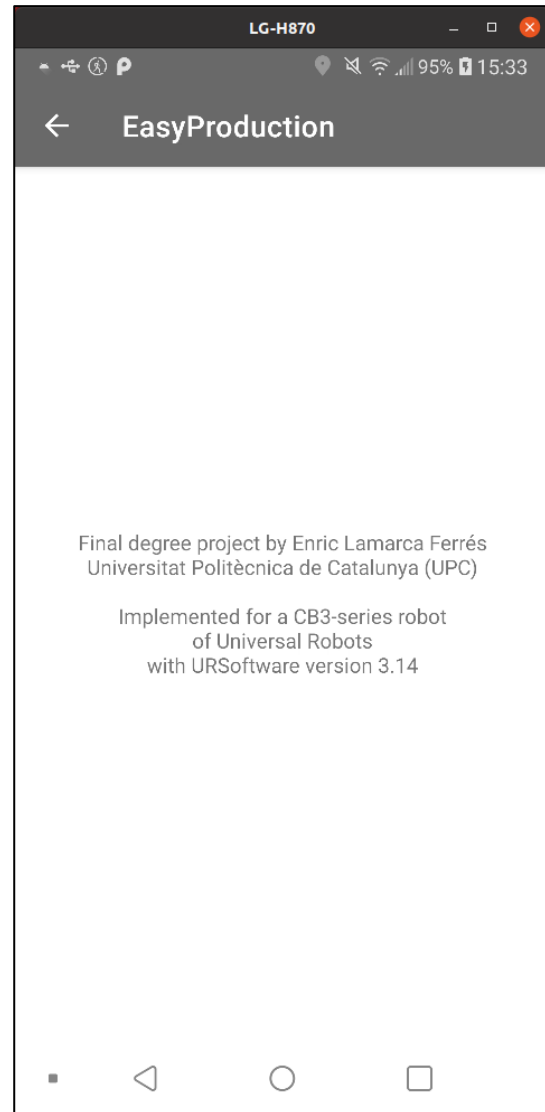 LG-H870
95% 15:33
EasyProduction
Final degree project by Enric Lamarca Ferrés
Universitat Politècnica de Catalunya (UPC)
Implemented for a CB3-series robot
of Universal Robots
with URSoftware version 3.14